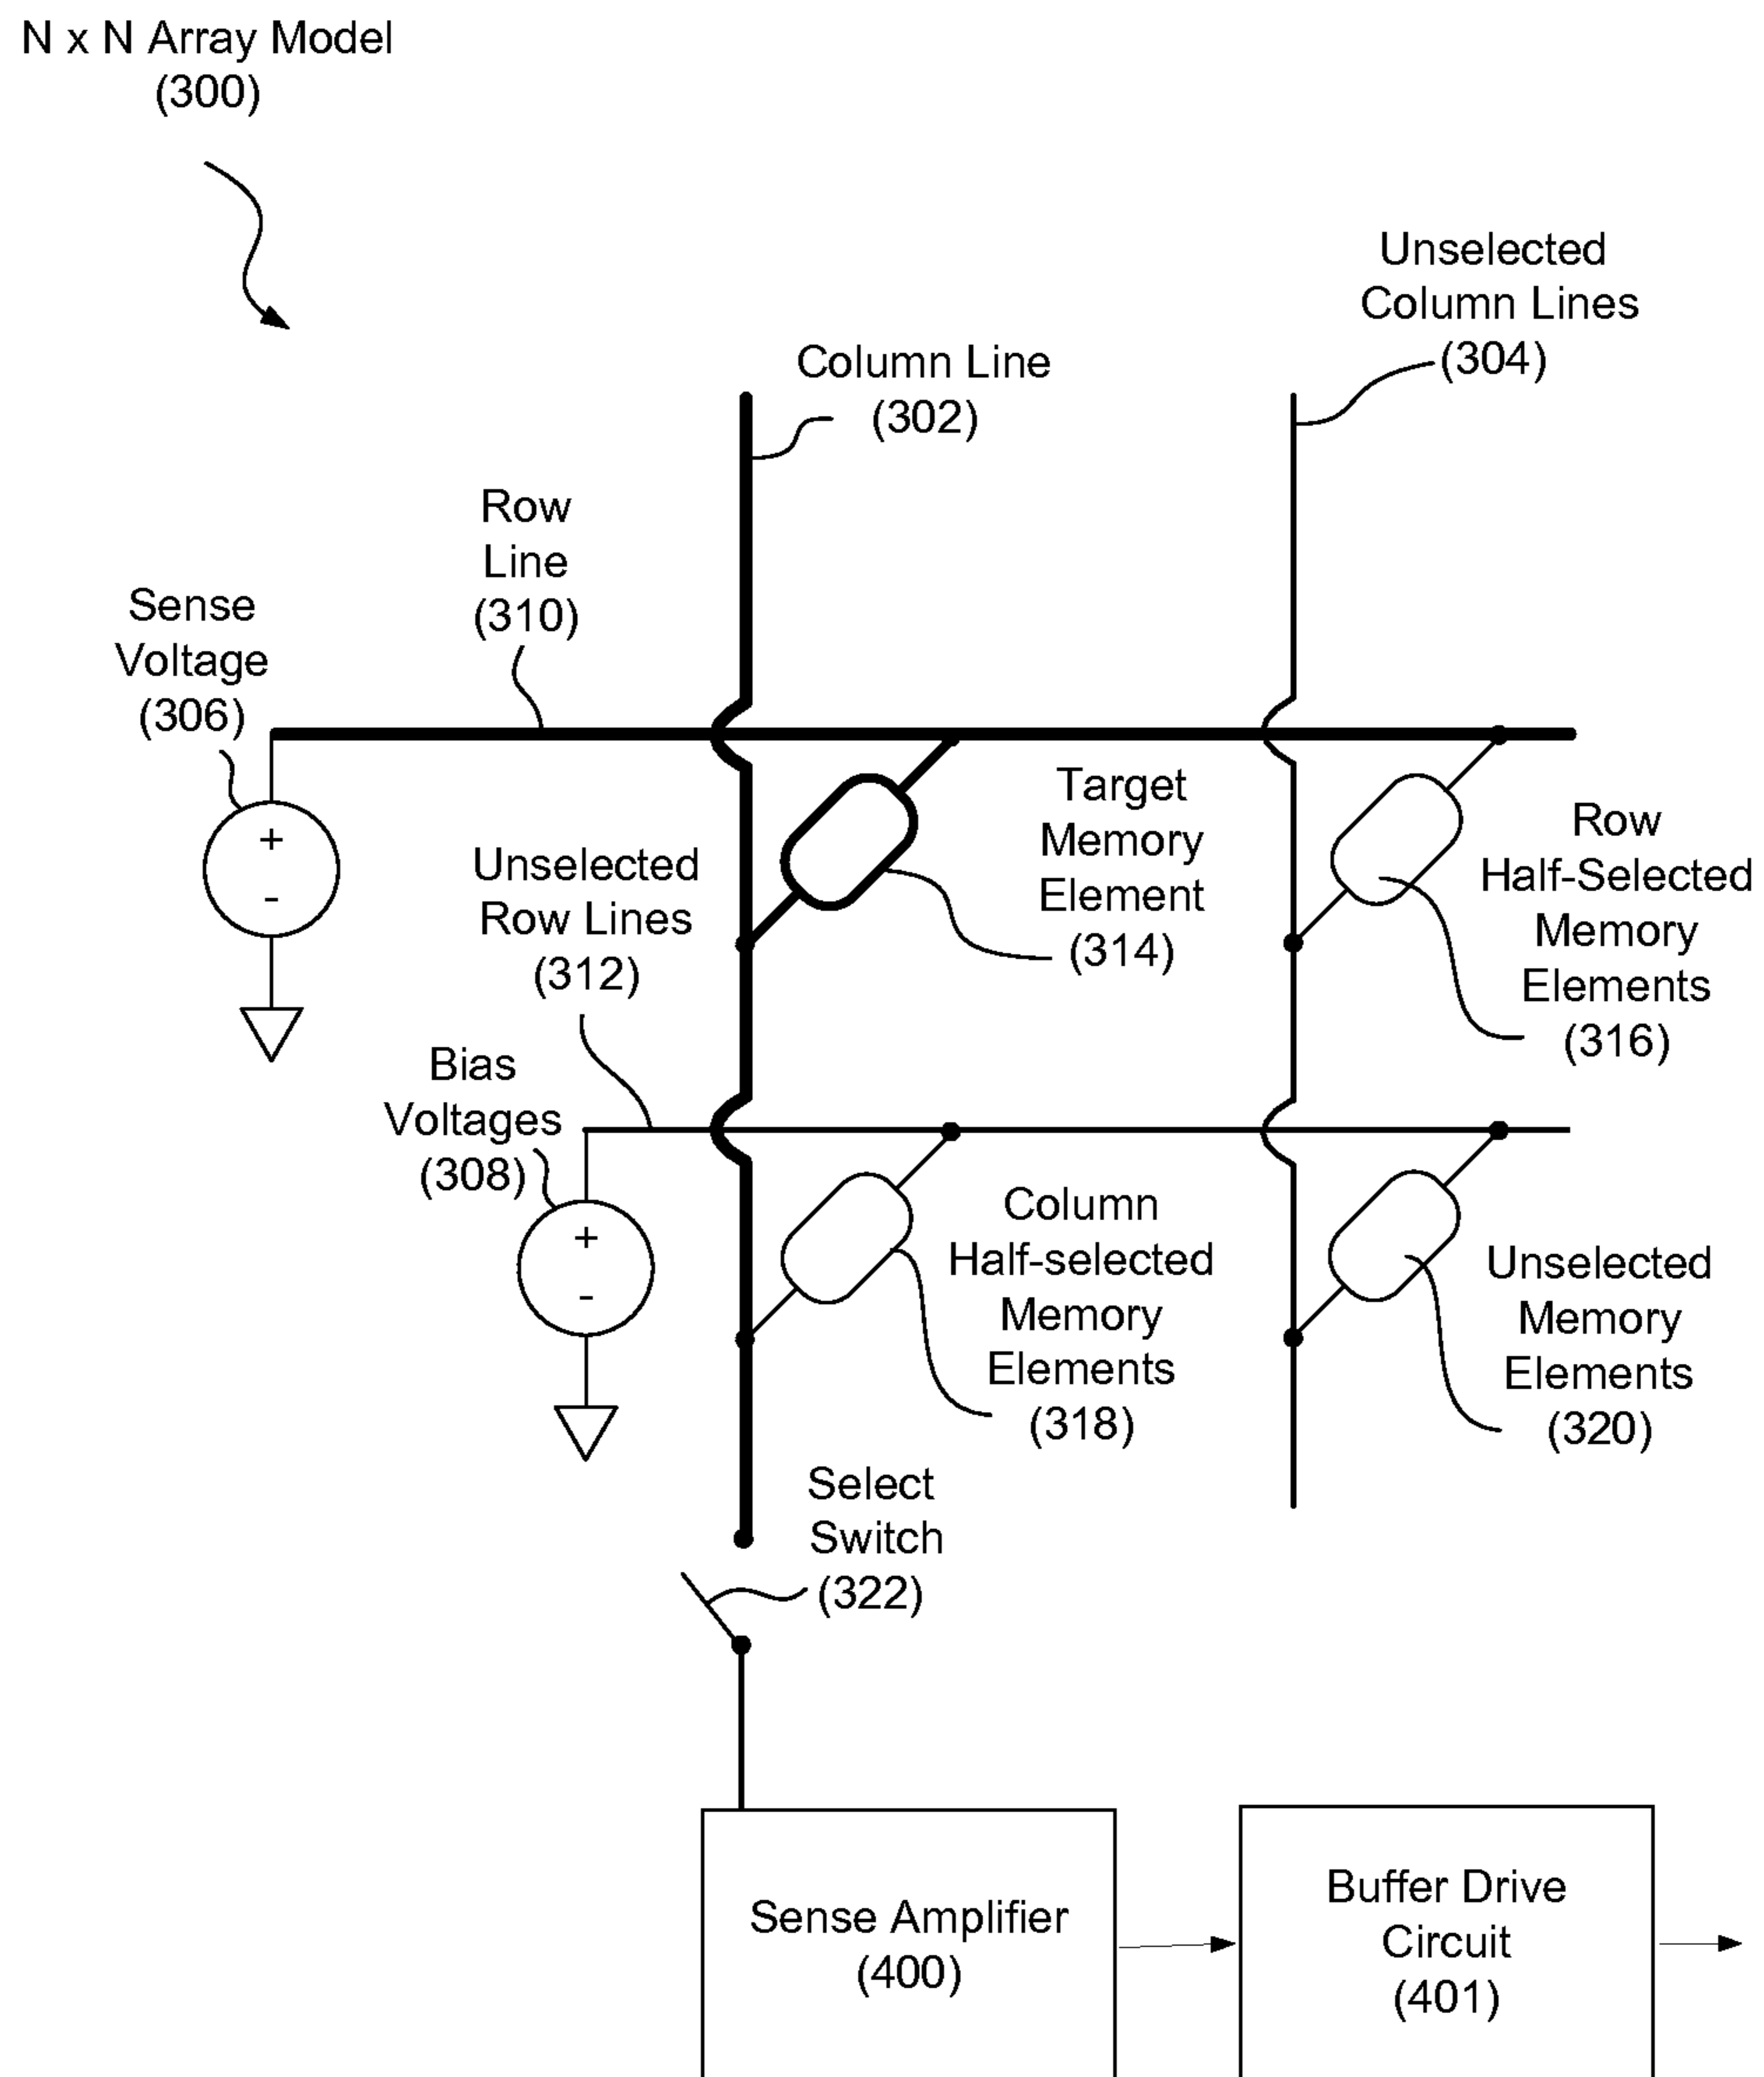 N x N Array Model
(300)
Unselected
Column Lines
(304)
Column Line
(302)
Row
Line
(310)
Sense
Voltage
(306)
+
-
Target
Memory
Element
(314)
Row
Half-Selected
Memory
Elements
(316)
Unselected
Row Lines
(312)
Bias
Voltages
(308)
+
-
Column
Half-selected
Memory
Elements
(318)
Unselected
Memory
Elements
(320)
Select
Switch
(322)
Sense Amplifier
(400)
Buffer Drive
Circuit
(401)